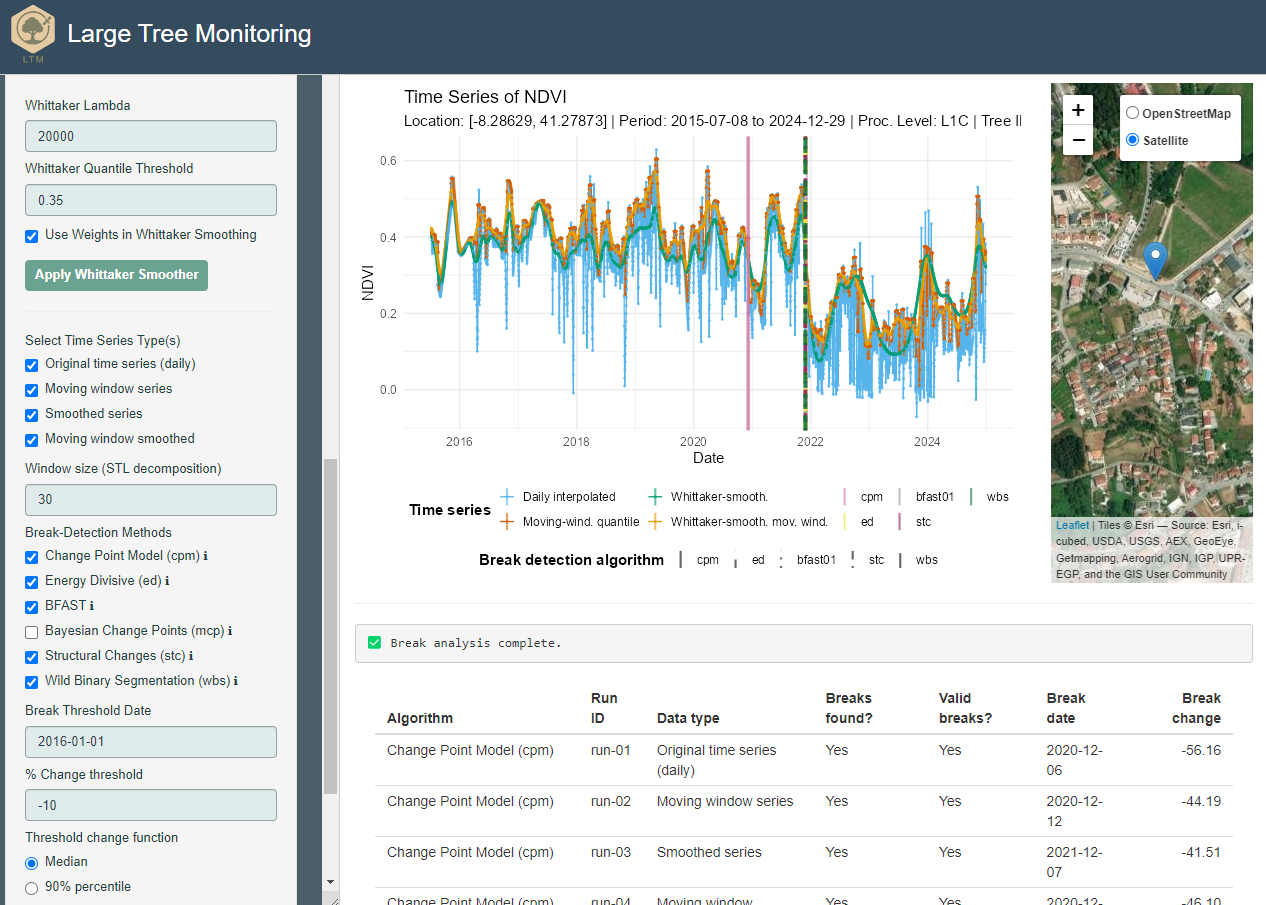 LTM
Large Tree Monitoring
Whittaker Lambda
20000
Whittaker Quantile Threshold
0.35
Use Weights in Whittaker Smoothing
Apply Whittaker Smoother
Select Time Series Type(s)
Original time series (daily)
Moving window series
Smoothed series
Moving window smoothed
Window size (STL decomposition)
30
Break-Detection Methods
Change Point Model (cpm) i
Energy Divisive (ed) i
BFAST i
Bayesian Change Points (mcp) i
Structural Changes (stc) i
Wild Binary Segmentation (wbs) i
Break Threshold Date
2016-01-01
% Change threshold
-10
Threshold change function
Median
90% percentile
Time Series of NDVI
Location: [-8.28629, 41.27873] | Period: 2015-07-08 to 2024-12-29 | Proc. Level: L1C | Tree I
NDVI
0.6
0.4
0.2
0.0
2016 2018 2020 2022 2024
Date
Time series
Daily interpolated Whittaker-smooth. cpm bfast01 wbs
Moving-wind. quantile Whittaker-smooth. mov. wind. ed stc
Break detection algorithm cpm ed bfast01 stc wbs
+
−
OpenStreetMap
Satellite
Leaflet | Tiles © Esri — Source: Esri, i-
cubed, USDA, USGS, AEX, GeoEye,
Getmapping, Aerogrid, IGN, IGP, UPR-
EGP, and the GIS User Community
Break analysis complete.
Algorithm Run ID Data type Breaks found? Valid breaks? Break date Break change
Change Point Model (cpm) run-01 Original time series (daily) Yes Yes 2020-12-06 -56.16
Change Point Model (cpm) run-02 Moving window series Yes Yes 2020-12-12 -44.19
Change Point Model (cpm) run-03 Smoothed series Yes Yes 2021-12-07 -41.51
Change Point Model (cpm) run-04 Moving window Yes Yes 2020-12- -46.10